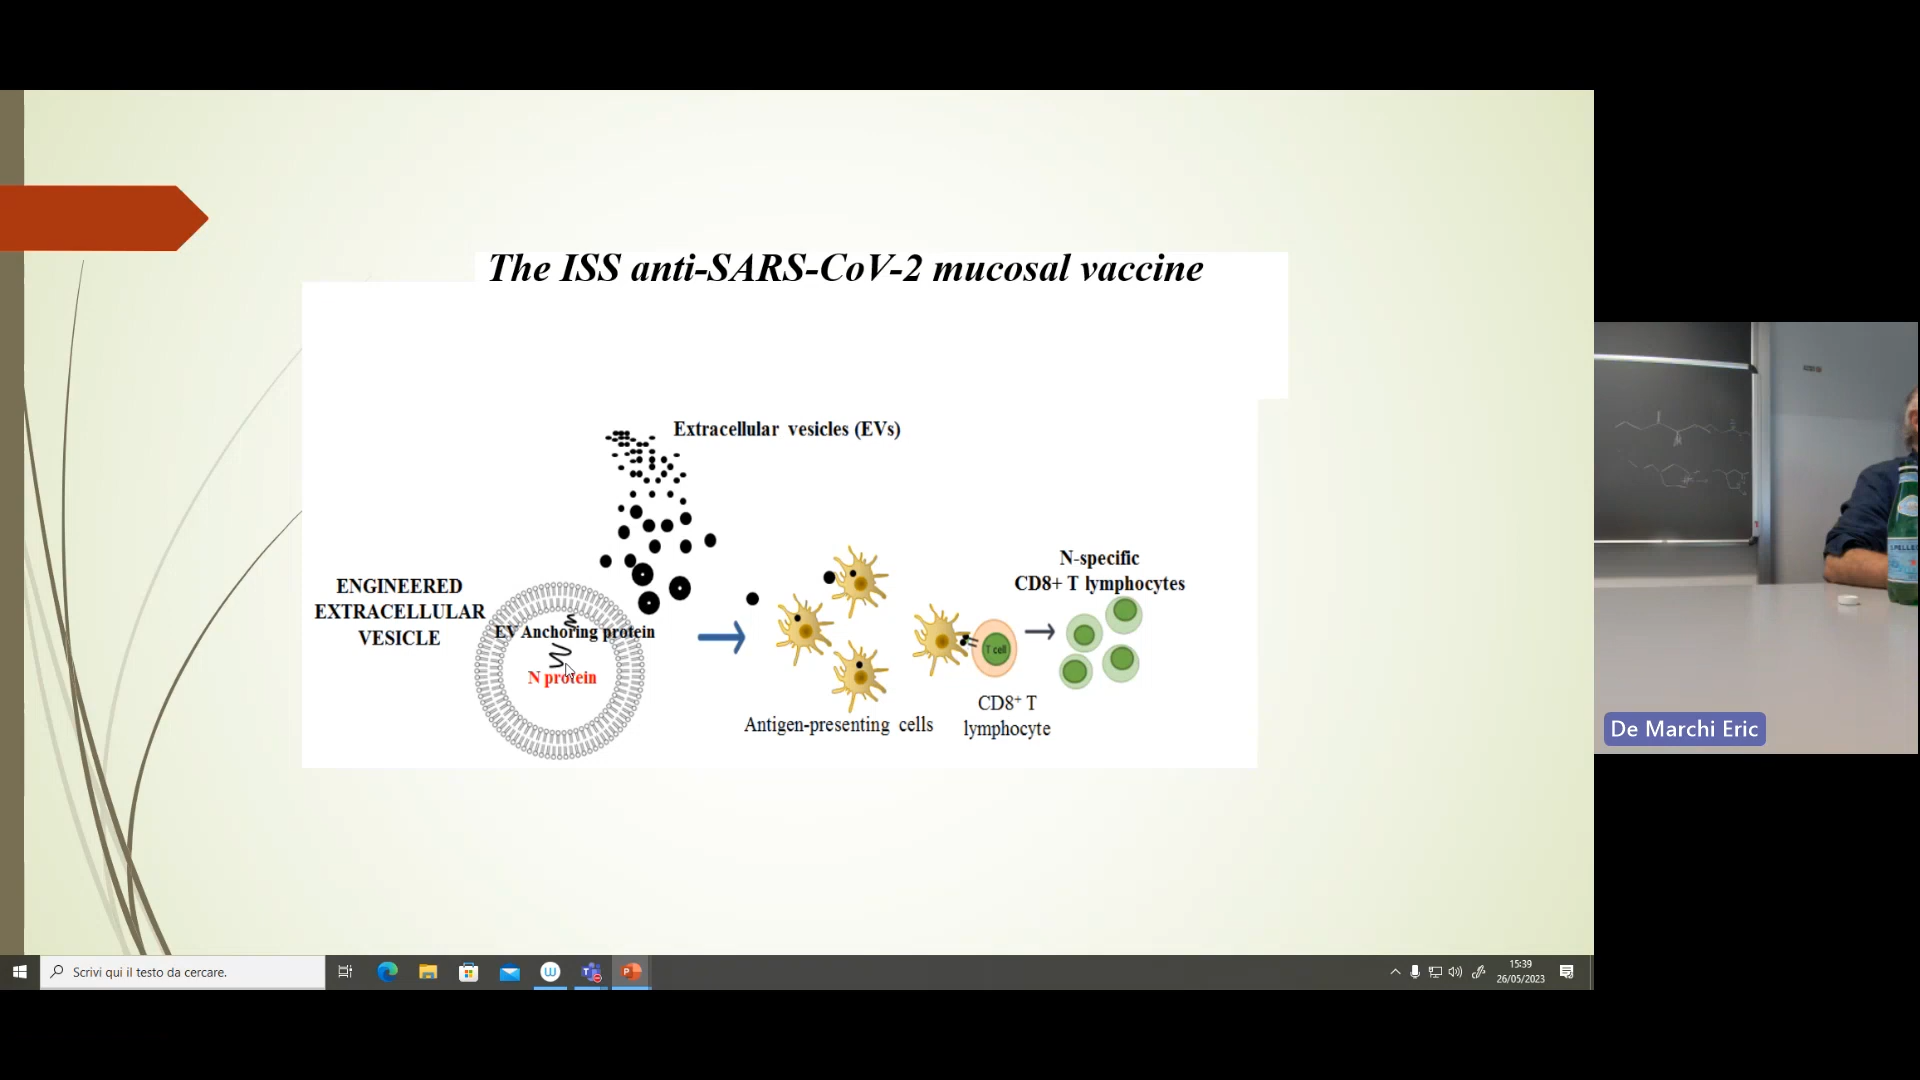 The ISS anti-SARS-CoV-2 mucosal vaccine
Extracellular vesicles (EVs)
ENGINEERED
EXTRACELLULAR
VESICLE
EV Anchoring protein
N protein
Antigen-presenting cells
T cell
CD8+ T
lymphocyte
N-specific
CD8+ T lymphocytes
De Marchi Eric
Scrivi qui il testo da cercare.
15:39
26/05/2023